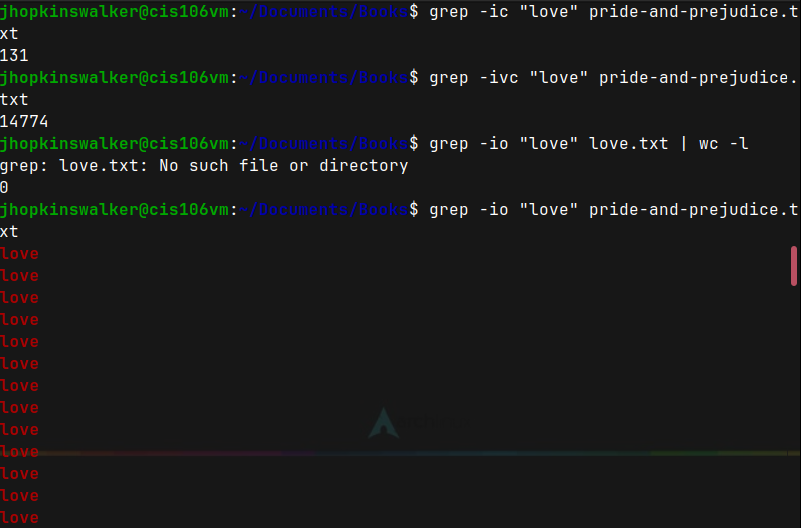 jhopkinswalker@cis106vm:~/Documents/Books$ grep -ic "love" pride-and-prejudice.t
xt
131
jhopkinswalker@cis106vm:~/Documents/Books$ grep -ivc "love" pride-and-prejudice.
txt
14774
jhopkinswalker@cis106vm:~/Documents/Books$ grep -io "love" love.txt | wc -l
grep: love.txt: No such file or directory
0
jhopkinswalker@cis106vm:~/Documents/Books$ grep -io "love" pride-and-prejudice.t
xt
love
love
love
love
love
love
love
love
love
love
love
love
love